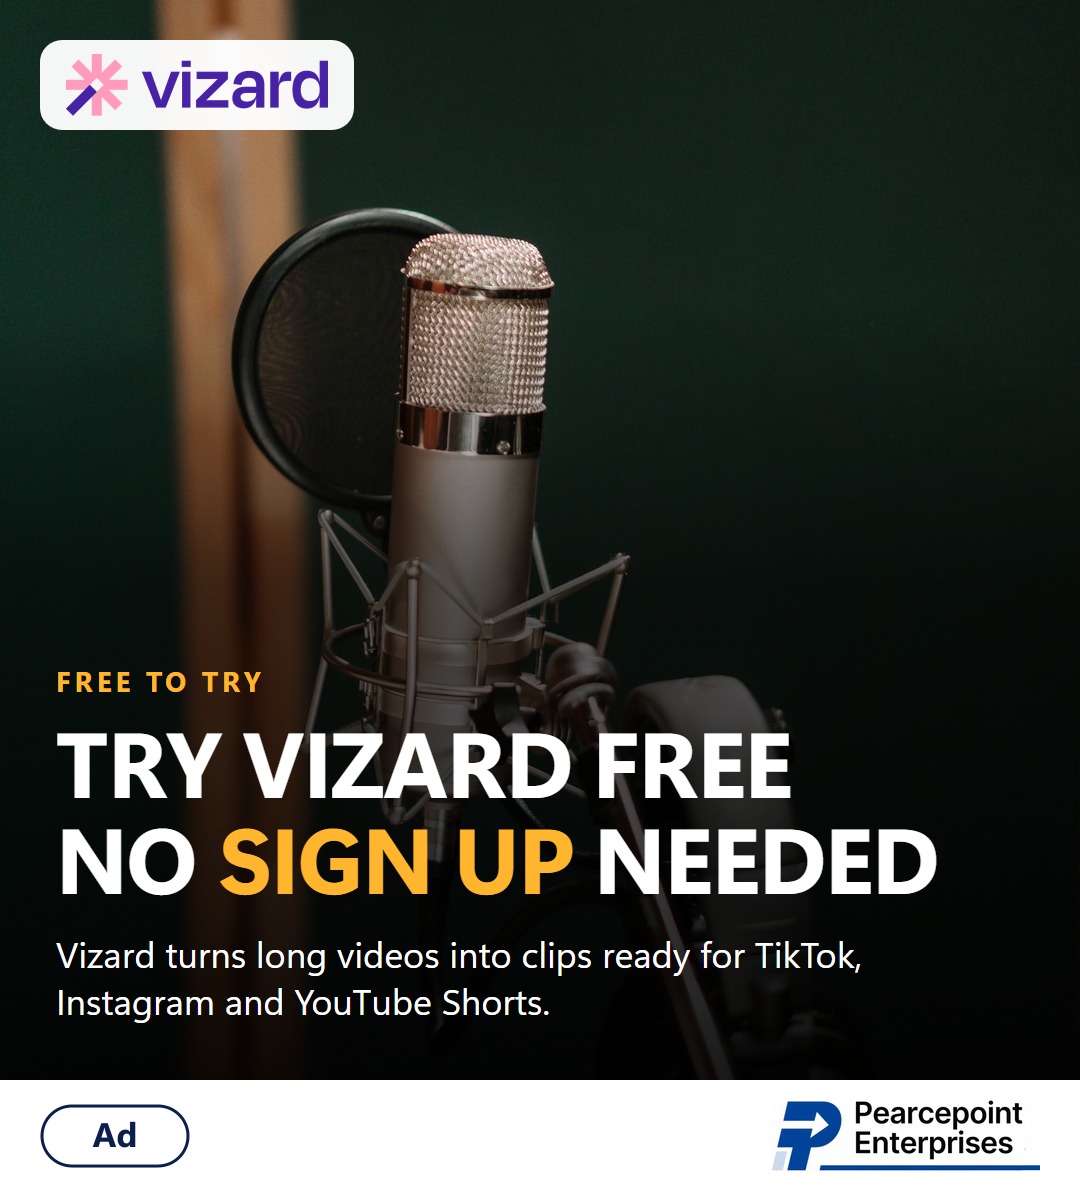 vizard
FREE TO TRY
TRY VIZARD FREE
NO SIGN UP NEEDED
Vizard turns long videos into clips ready for TikTok,
Instagram and YouTube Shorts.
Ad
Pearcepoint
Enterprises